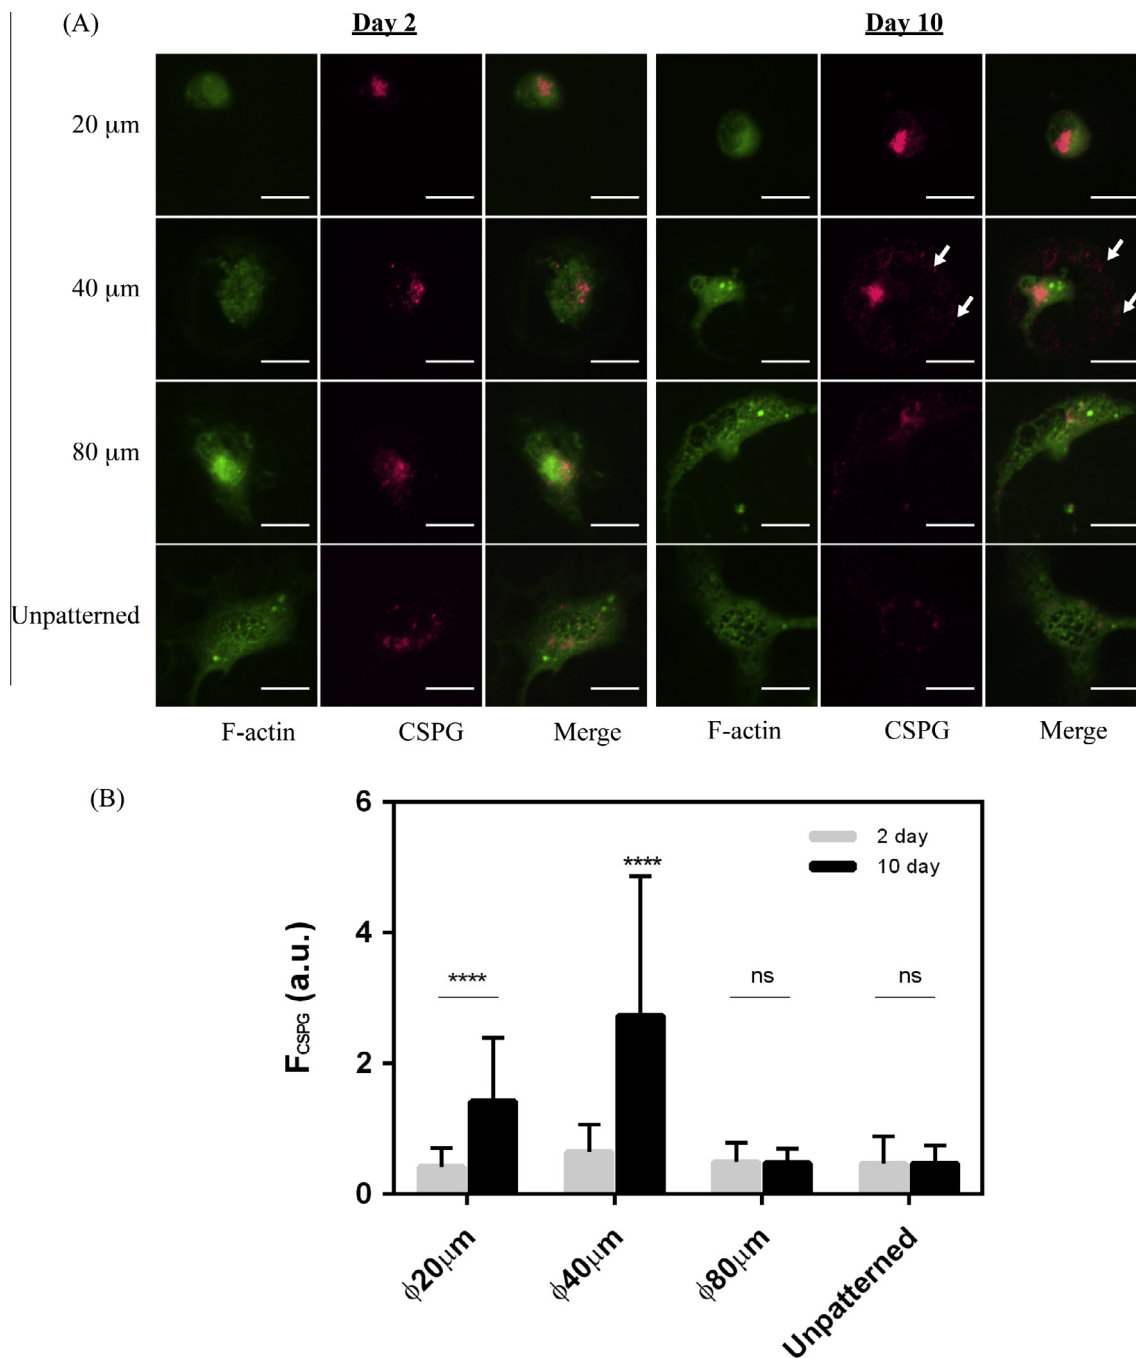 (A)
Day 2 Day 10
20 μm
40 μm
80 μm
Unpatterned
F-actin CSPG Merge F-actin CSPG Merge
(B)
6
4
2
0
F_CSPG (a.u.)
2 day
10 day
****
****
ns
ns
ϕ20μm
ϕ40μm
ϕ80μm
Unpatterned